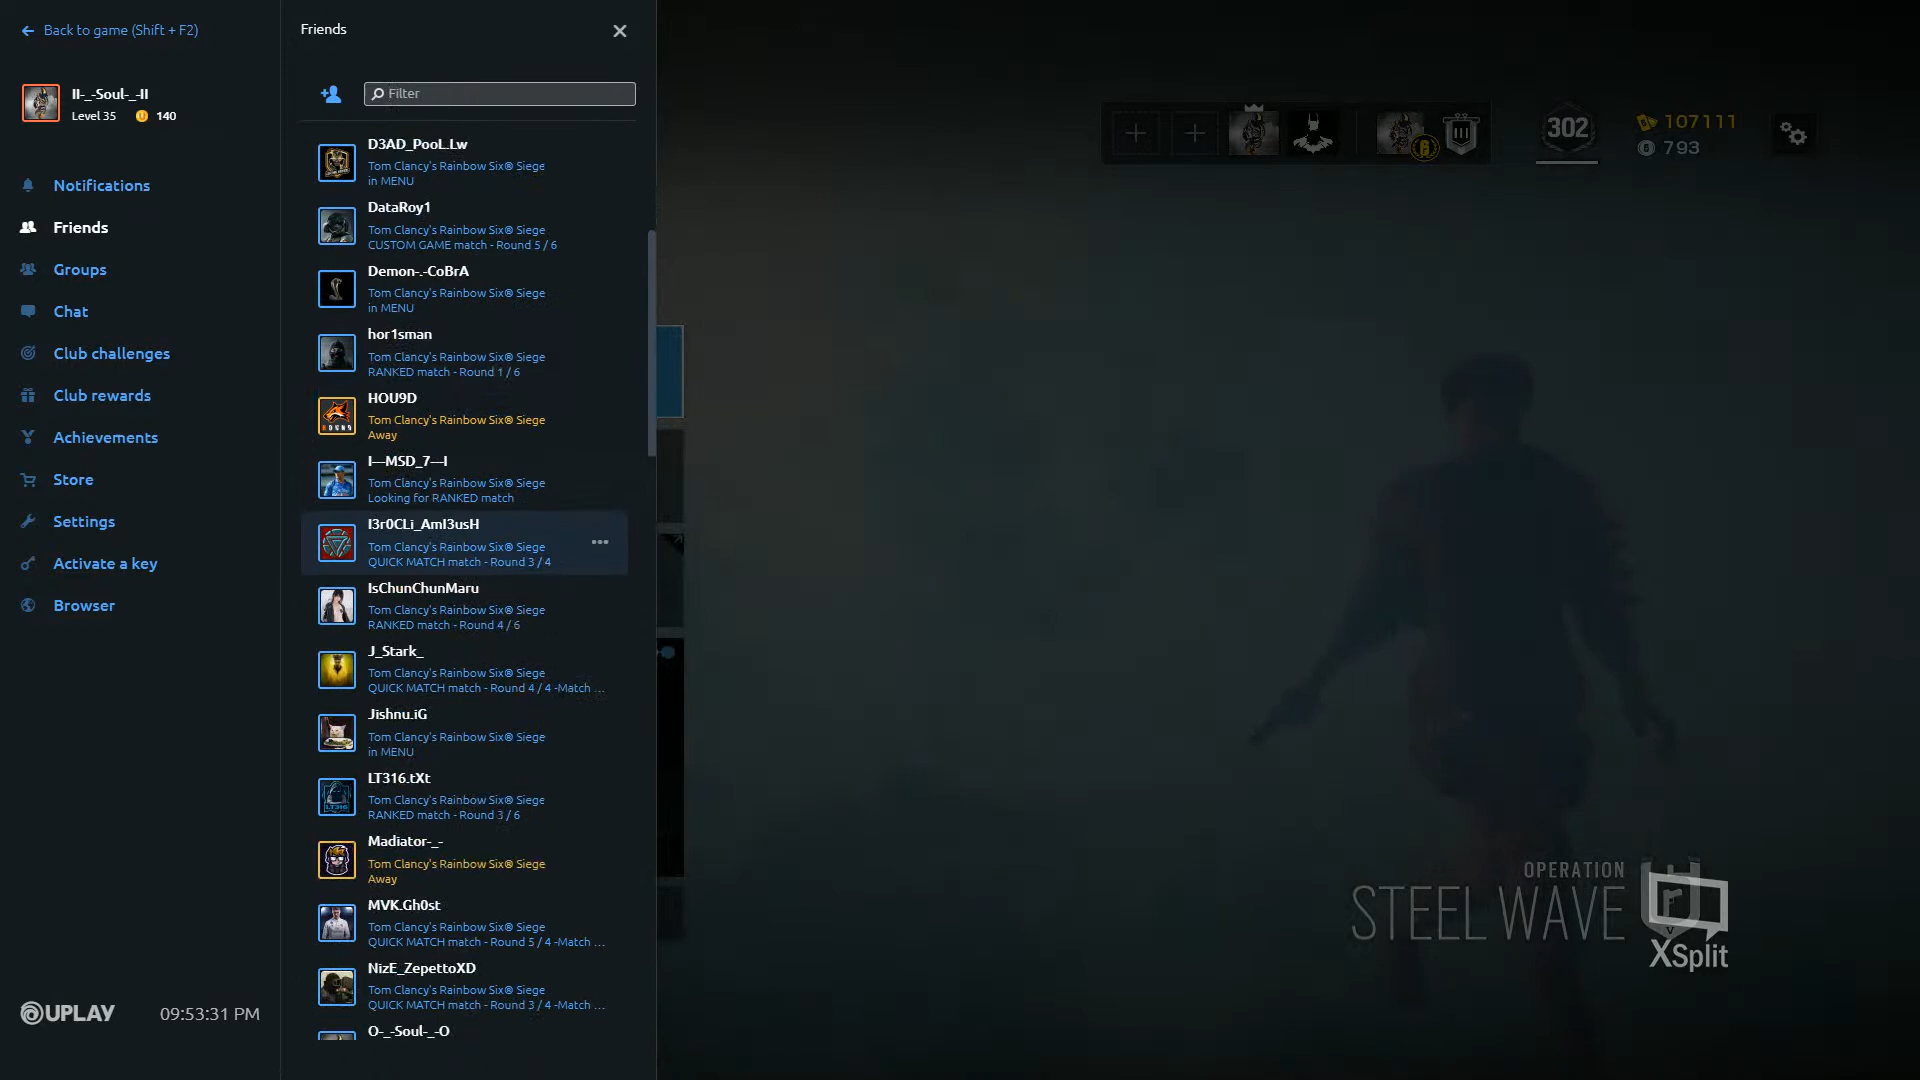 Back to game (Shift + F2)
II-_-Soul-_-II
Level 35
140
Notifications
Friends
Groups
Chat
Club challenges
Club rewards
Achievements
Store
Settings
Activate a key
Browser
UPLAY
09:53:31 PM
Friends
Filter
D3AD_PooL.Lw
Tom Clancy's Rainbow Six® Siege
in MENU
DataRoy1
Tom Clancy's Rainbow Six® Siege
CUSTOM GAME match - Round 5 / 6
Demon-.-CoBrA
Tom Clancy's Rainbow Six® Siege
in MENU
hor1sman
Tom Clancy's Rainbow Six® Siege
RANKED match - Round 1 / 6
HOU9D
Tom Clancy's Rainbow Six® Siege
Away
I---MSD_7---I
Tom Clancy's Rainbow Six® Siege
Looking for RANKED match
I3r0CLi_AmI3usH
Tom Clancy's Rainbow Six® Siege
QUICK MATCH match - Round 3 / 4
IsChunChunMaru
Tom Clancy's Rainbow Six® Siege
RANKED match - Round 4 / 6
J_Stark_
Tom Clancy's Rainbow Six® Siege
QUICK MATCH match - Round 4 / 4 -Match ...
Jishnu.iG
Tom Clancy's Rainbow Six® Siege
in MENU
LT316.tXt
Tom Clancy's Rainbow Six® Siege
RANKED match - Round 3 / 6
Madiator-_-
Tom Clancy's Rainbow Six® Siege
Away
MVK.Gh0st
Tom Clancy's Rainbow Six® Siege
QUICK MATCH match - Round 5 / 4 -Match ...
NizE_ZepettoXD
Tom Clancy's Rainbow Six® Siege
QUICK MATCH match - Round 3 / 4 -Match ...
O-_-Soul-_-O
302
107111
793
OPERATION
STEEL WAVE
XSplit